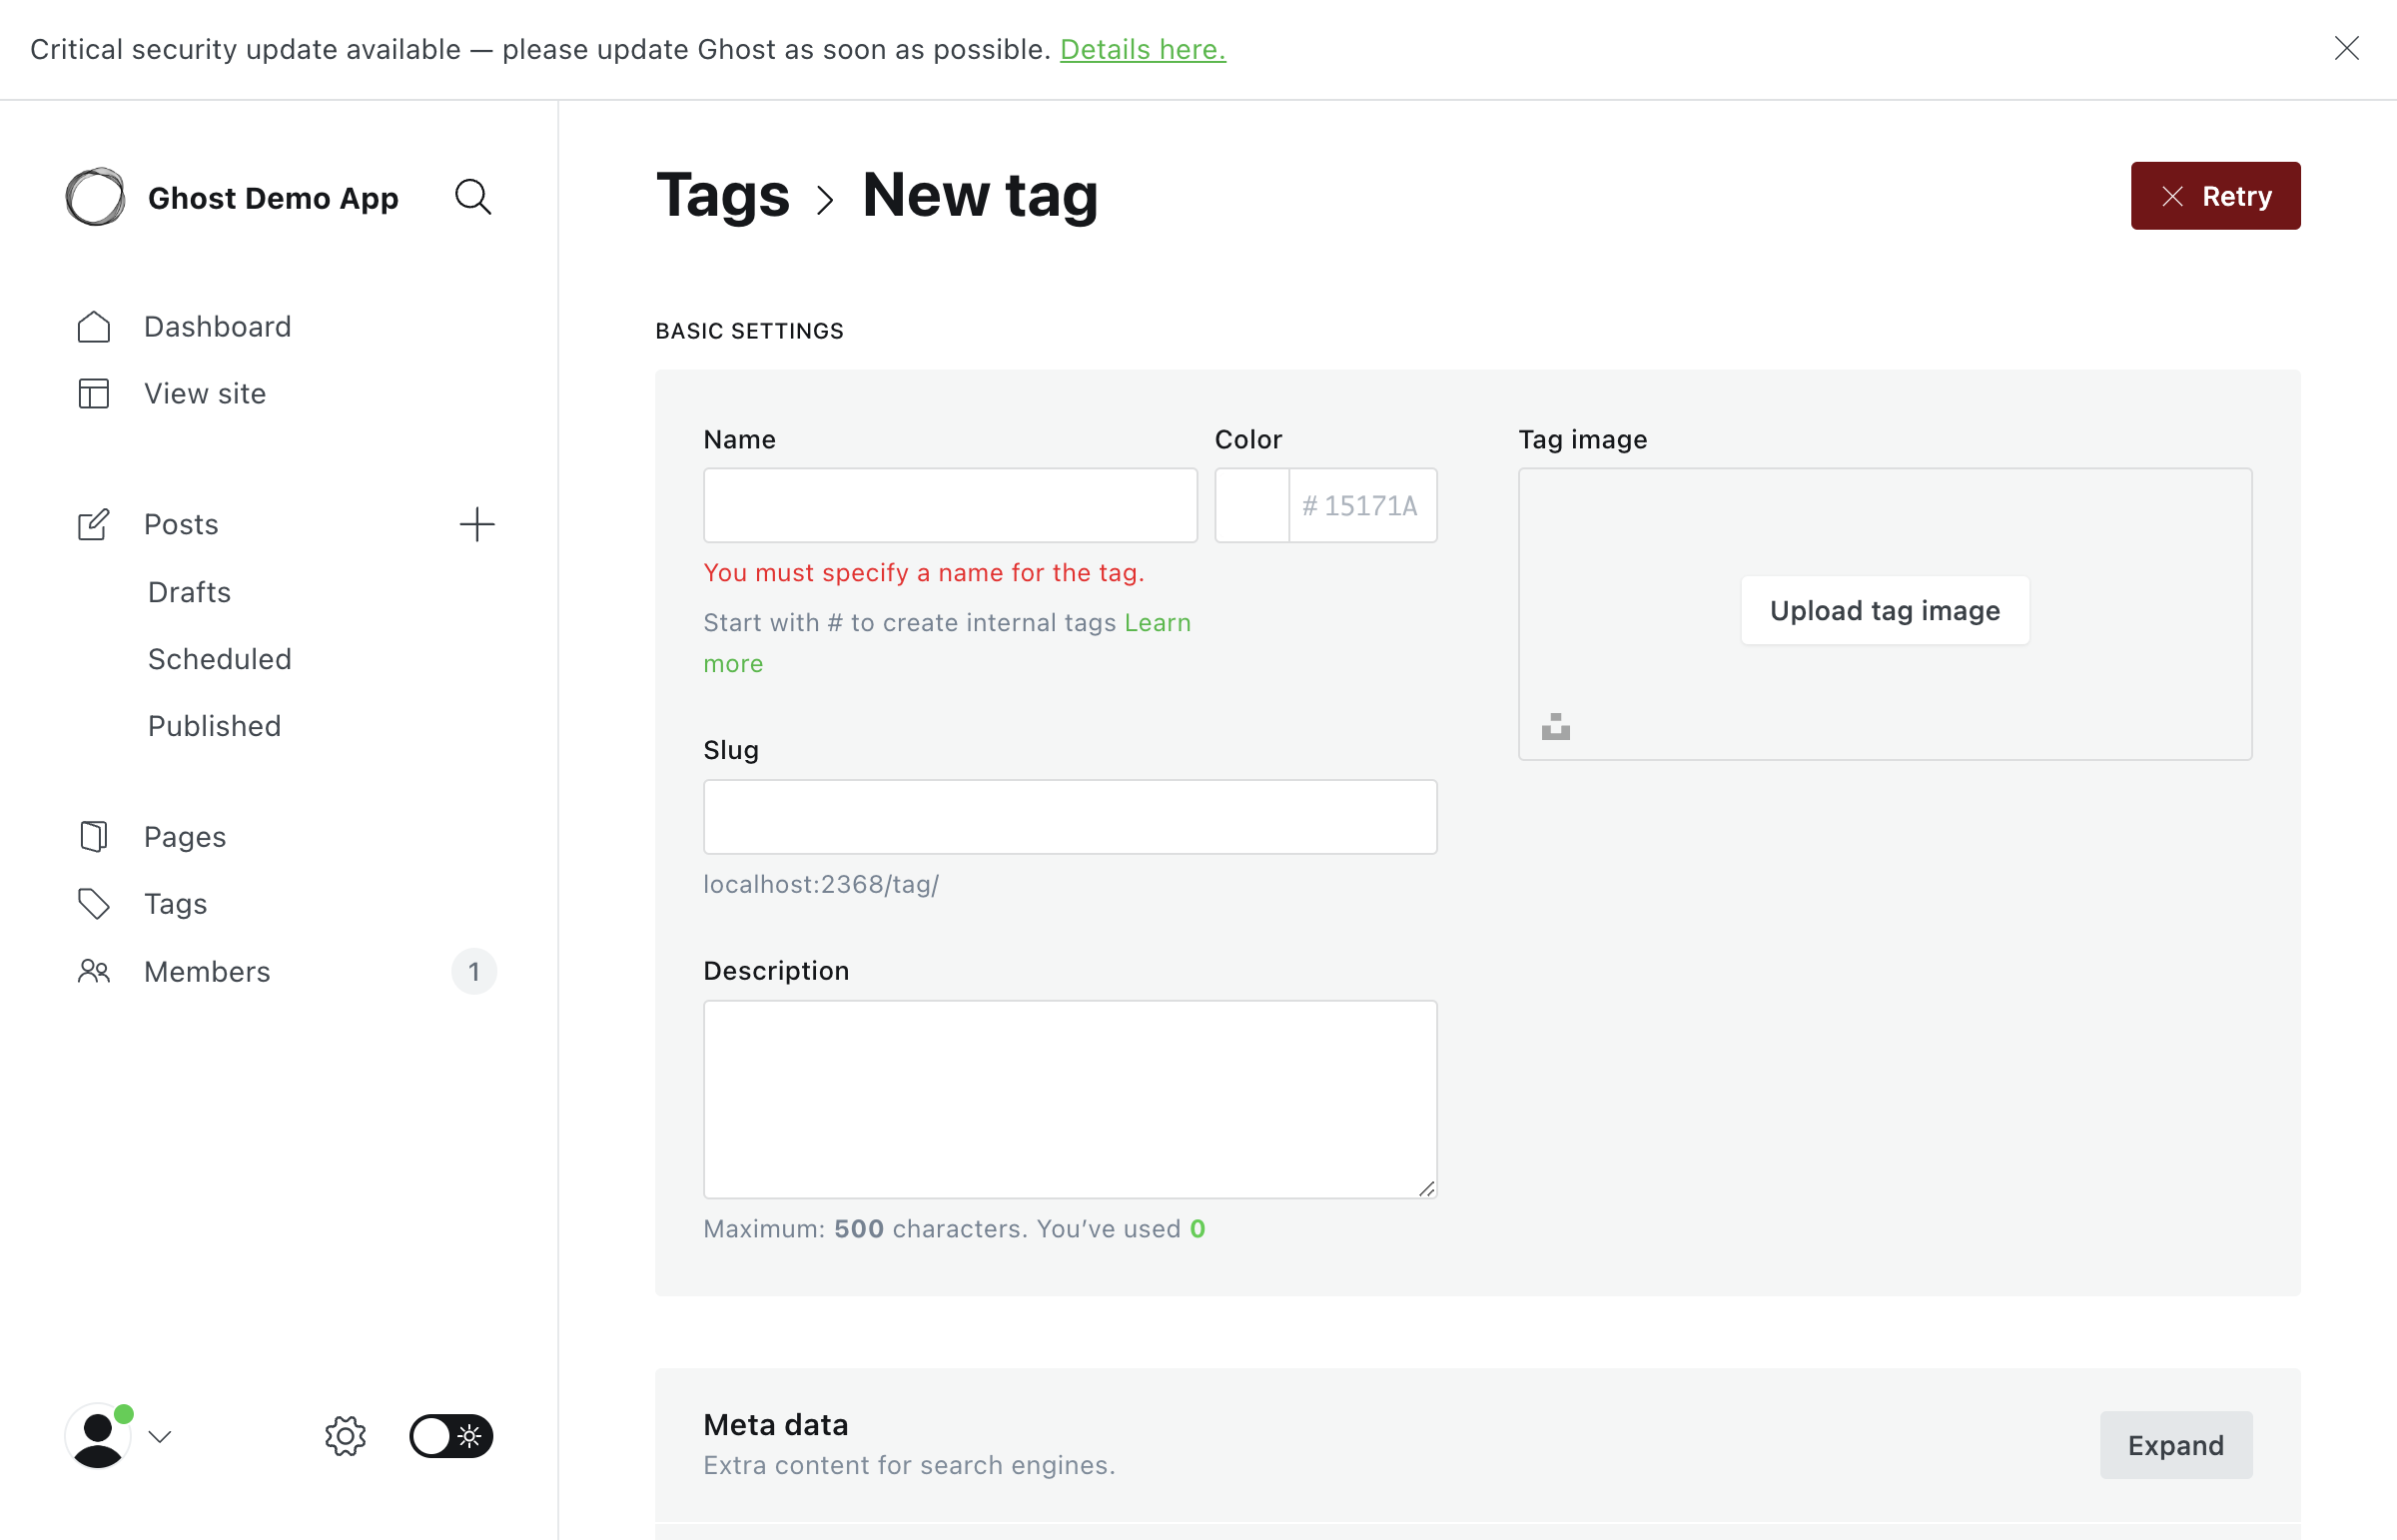 Critical security update available — please update Ghost as soon as possible. Details here.
Ghost Demo App
Dashboard
View site
Posts
Drafts
Scheduled
Published
Pages
Tags
Members
1
Tags
New tag
Retry
BASIC SETTINGS
Name
You must specify a name for the tag.
Start with # to create internal tags Learn
more
Color
# 15171A
Slug
localhost:2368/tag/
Description
Maximum: 500 characters. You’ve used 0
Tag image
Upload tag image
Meta data
Extra content for search engines.
Expand